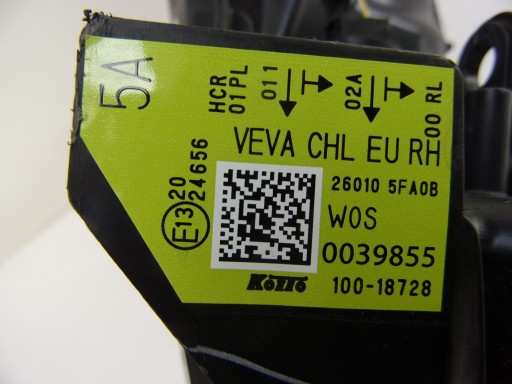 5A
HCR 011 02A 00 RL
01PL
VEVA CHL EU RH
E13 20
24656
26010 5FA0B
WOS
0039855
KOITO
100-18728